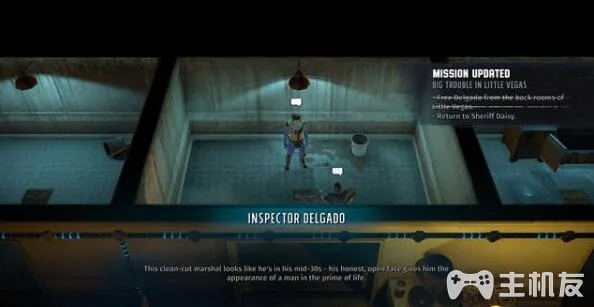 MISSION UPDATED
BIG TROUBLE IN LITTLE VEGAS
- Free Delgado from the back rooms of
Little Vegas.
- Return to Sheriff Daisy.
INSPECTOR DELGADO
This clean-cut marshal looks like he's in his mid-30s - his honest, open face gives him the
appearance of a man in the prime of life.
主机友